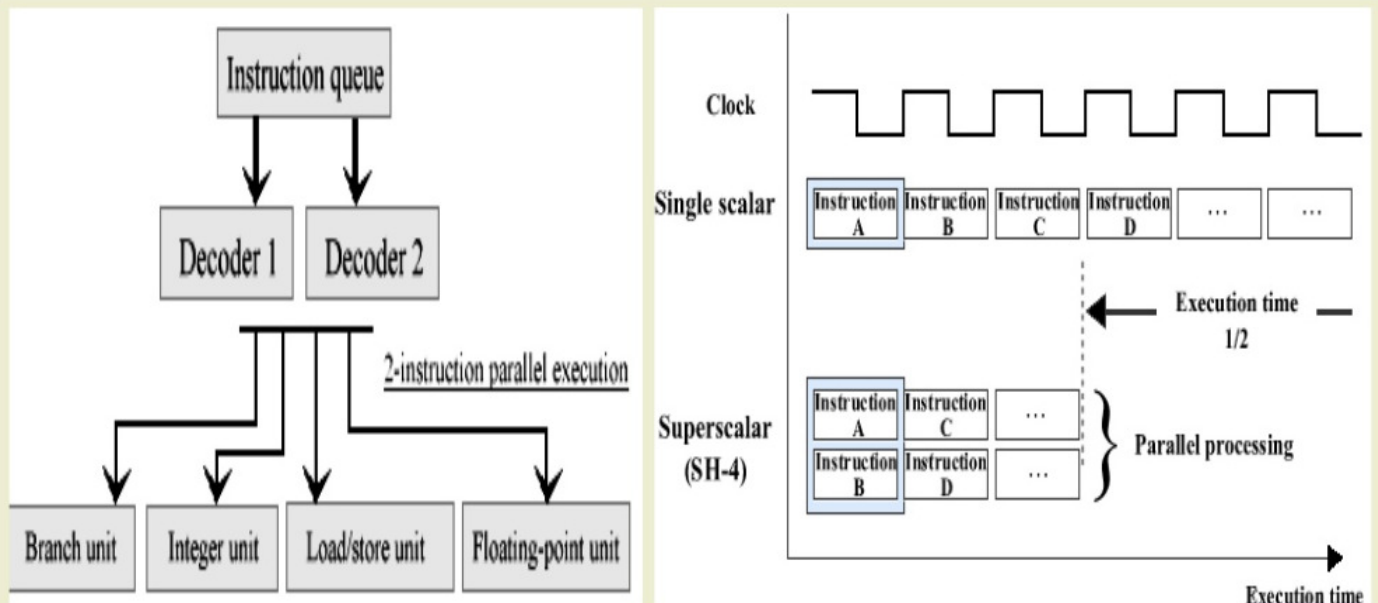 Instruction queue
Decoder 1
Decoder 2
2-instruction parallel execution
Branch unit
Integer unit
Load/store unit
Floating-point unit
Clock
Single scalar
Instruction
A
Instruction
B
Instruction
C
Instruction
D
...
...
Execution time
1/2
Superscalar
(SH-4)
Instruction
A
Instruction
C
...
Instruction
B
Instruction
D
...
Parallel processing
Execution time